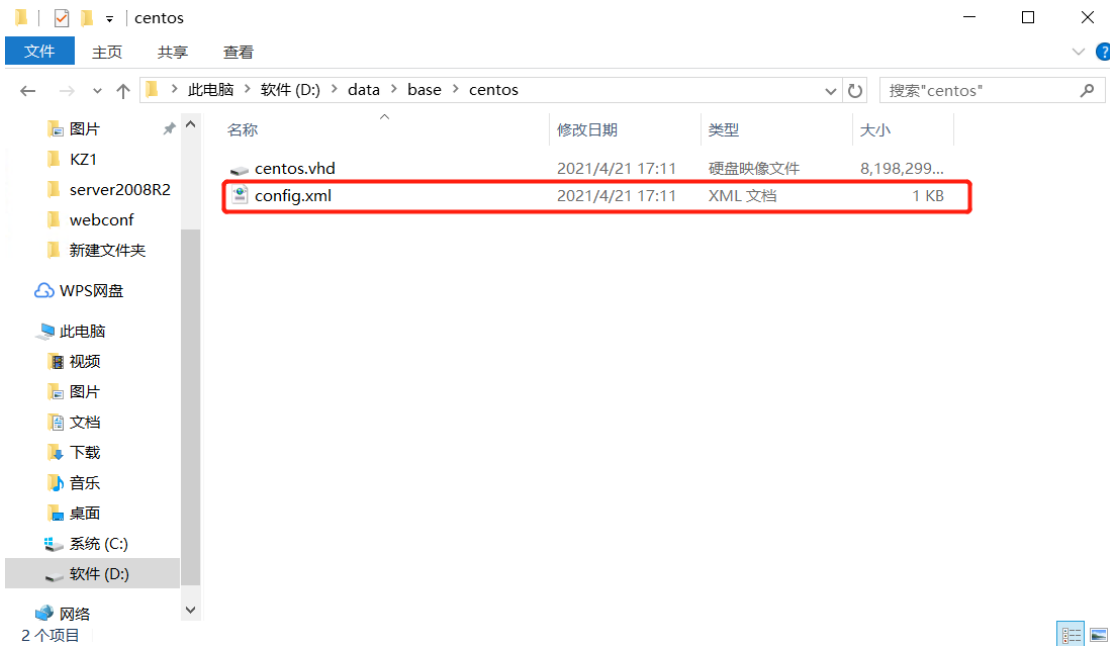 centos
文件 主页 共享 查看
此电脑 软件 (D:) data base centos
搜索"centos"
图片
KZ1
server2008R2
webconf
新建文件夹
WPS网盘
此电脑
视频
图片
文档
下载
音乐
桌面
系统 (C:)
软件 (D:)
网络
名称 修改日期 类型 大小
centos.vhd 2021/4/21 17:11 硬盘映像文件 8,198,299...
config.xml 2021/4/21 17:11 XML 文档 1 KB
2 个项目